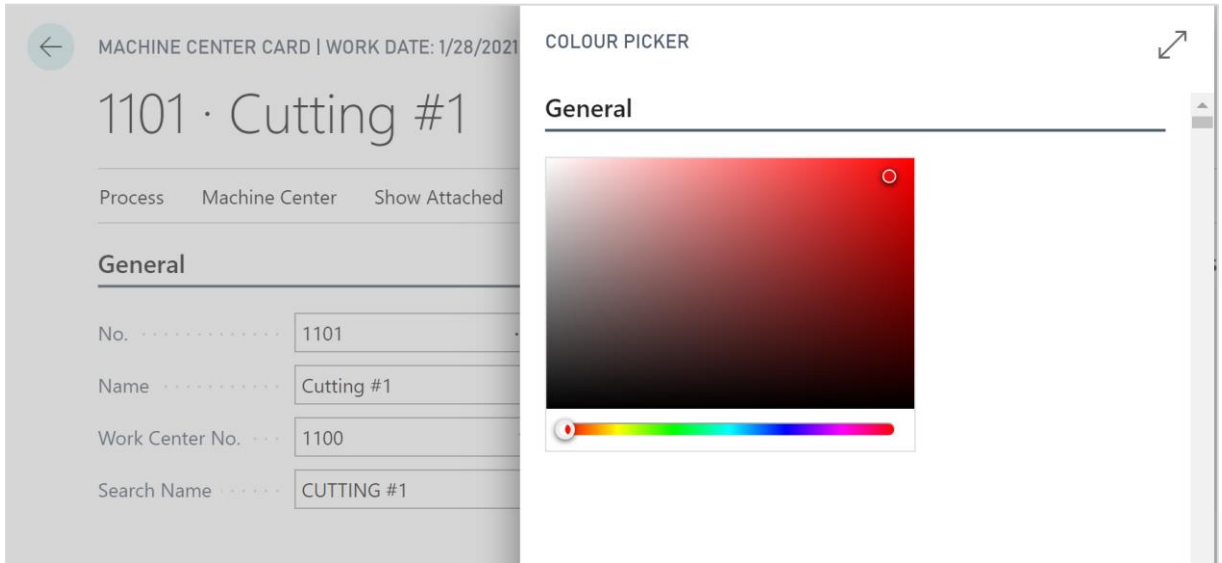 MACHINE CENTER CARD | WORK DATE: 1/28/2021
1101 · Cutting #1
Process Machine Center Show Attached
General
No. 1101
Name Cutting #1
Work Center No. 1100
Search Name CUTTING #1
COLOUR PICKER
General